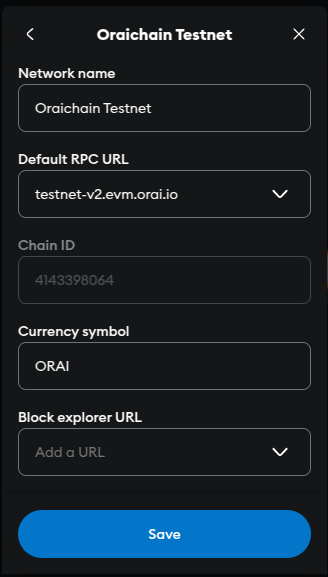 Oraichain Testnet
Network name
Oraichain Testnet
Default RPC URL
testnet-v2.evm.orai.io
Chain ID
4143398064
Currency symbol
ORAI
Block explorer URL
Add a URL
Save